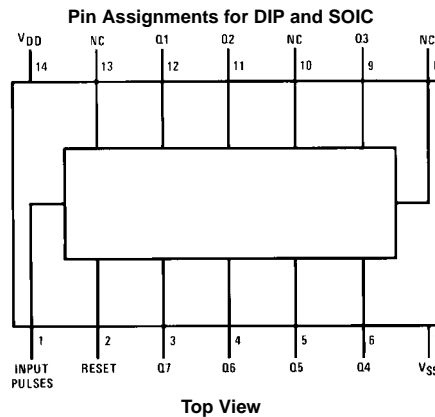 Pin Assignments for DIP and SOIC
VDD NC Q1 Q2 NC Q3 NC
14 13 12 11 10 9
1 2 3 4 5 6
INPUT PULSES RESET Q7 Q6 Q5 Q4 VSS
Top View